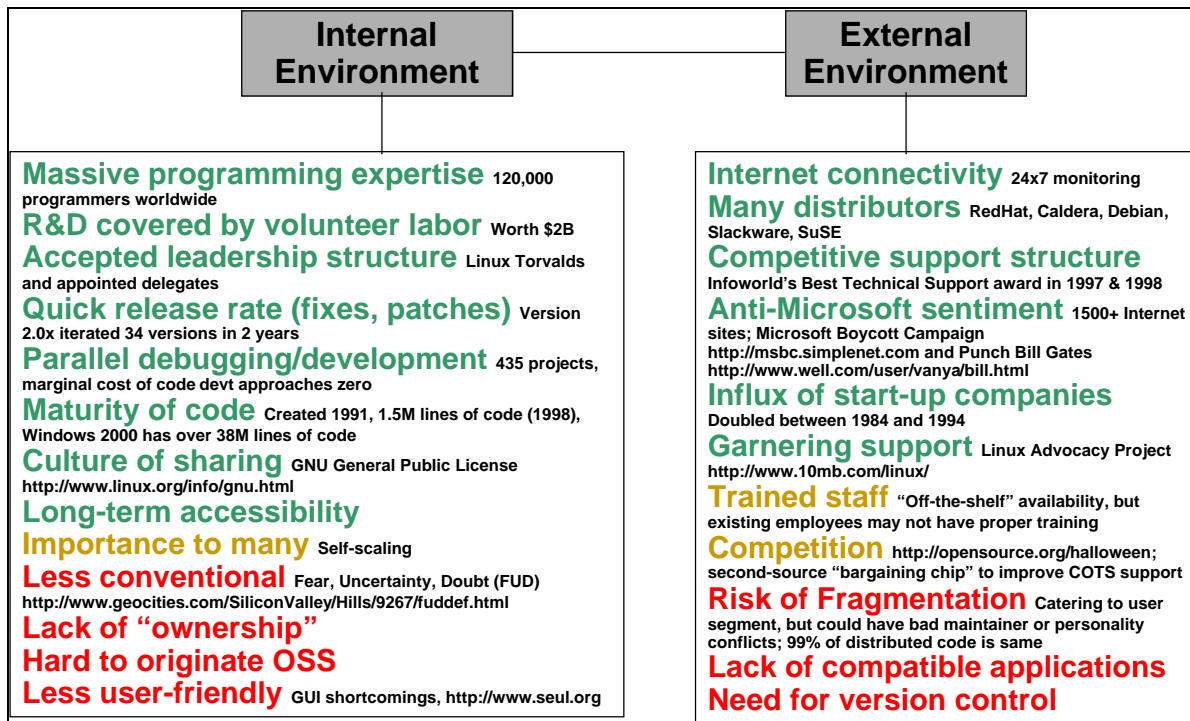 Internal
Environment
External
Environment
Massive programming expertise 120,000
programmers worldwide
R&D covered by volunteer labor Worth $2B
Accepted leadership structure Linux Torvalds
and appointed delegates
Quick release rate (fixes, patches) Version
2.0x iterated 34 versions in 2 years
Parallel debugging/development 435 projects,
marginal cost of code devt approaches zero
Maturity of code Created 1991, 1.5M lines of code (1998),
Windows 2000 has over 38M lines of code
Culture of sharing GNU General Public License
http://www.linux.org/info/gnu.html
Long-term accessibility
Importance to many Self-scaling
Less conventional Fear, Uncertainty, Doubt (FUD)
http://www.geocities.com/SiliconValley/Hills/9267/fuddef.html
Lack of “ownership”
Hard to originate OSS
Less user-friendly GUI shortcomings, http://www.seul.org
Internet connectivity 24x7 monitoring
Many distributors RedHat, Caldera, Debian,
Slackware, SuSE
Competitive support structure
Infoworld’s Best Technical Support award in 1997 & 1998
Anti-Microsoft sentiment 1500+ Internet
sites; Microsoft Boycott Campaign
http://msbc.simplenet.com and Punch Bill Gates
http://www.well.com/user/vanya/bill.html
Influx of start-up companies
Doubled between 1984 and 1994
Garnering support Linux Advocacy Project
http://www.10mb.com/linux/
Trained staff “Off-the-shelf” availability, but
existing employees may not have proper training
Competition http://opensource.org/halloween;
second-source “bargaining chip” to improve COTS support
Risk of Fragmentation Catering to user
segment, but could have bad maintainer or personality
conflicts; 99% of distributed code is same
Lack of compatible applications
Need for version control